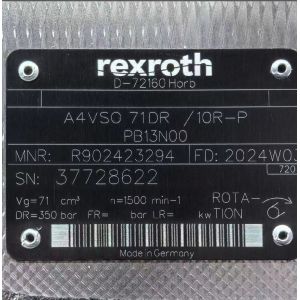 rexroth
D-72160 Horb
A4VSO 71DR /10R-P
PB13N00
MNR: R902423294 FD: 2024W03
SN: 37728622 720
Vg= 71 cm³ n=1500 min-1 ROTA-
DR=350 bar FR= bar LR= kw TION
Made in Germany